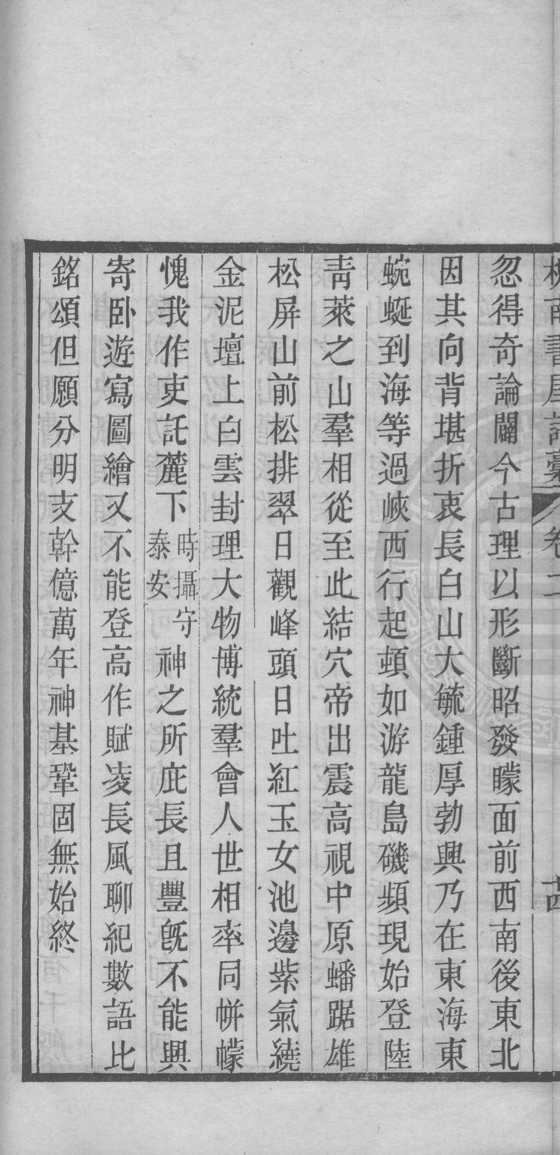 書屋詩藁 卷二
忽得奇論闢今古理以形斷昭發矇面前西南後東北
因其向背堪折衷長白山大毓鍾厚勃興乃在東海東
蜿蜒到海等過峽西行起頓如游龍島磯頻現始登陸
青萊之山羣相從至此結穴帝出震高視中原蟠踞雄
松屏山前松排翠日觀峰頭日吐紅玉女池邊紫氣繞
金泥壇上白雲封理大物博統羣會人世相率同帡幪
愧我作吏託麓下時攝守泰安神之所庇長且豐旣不能興
寄卧遊寫圖繪又不能登高作賦凌長風聊紀數語比
銘頌但願分明支幹億萬年神基鞏固無始終